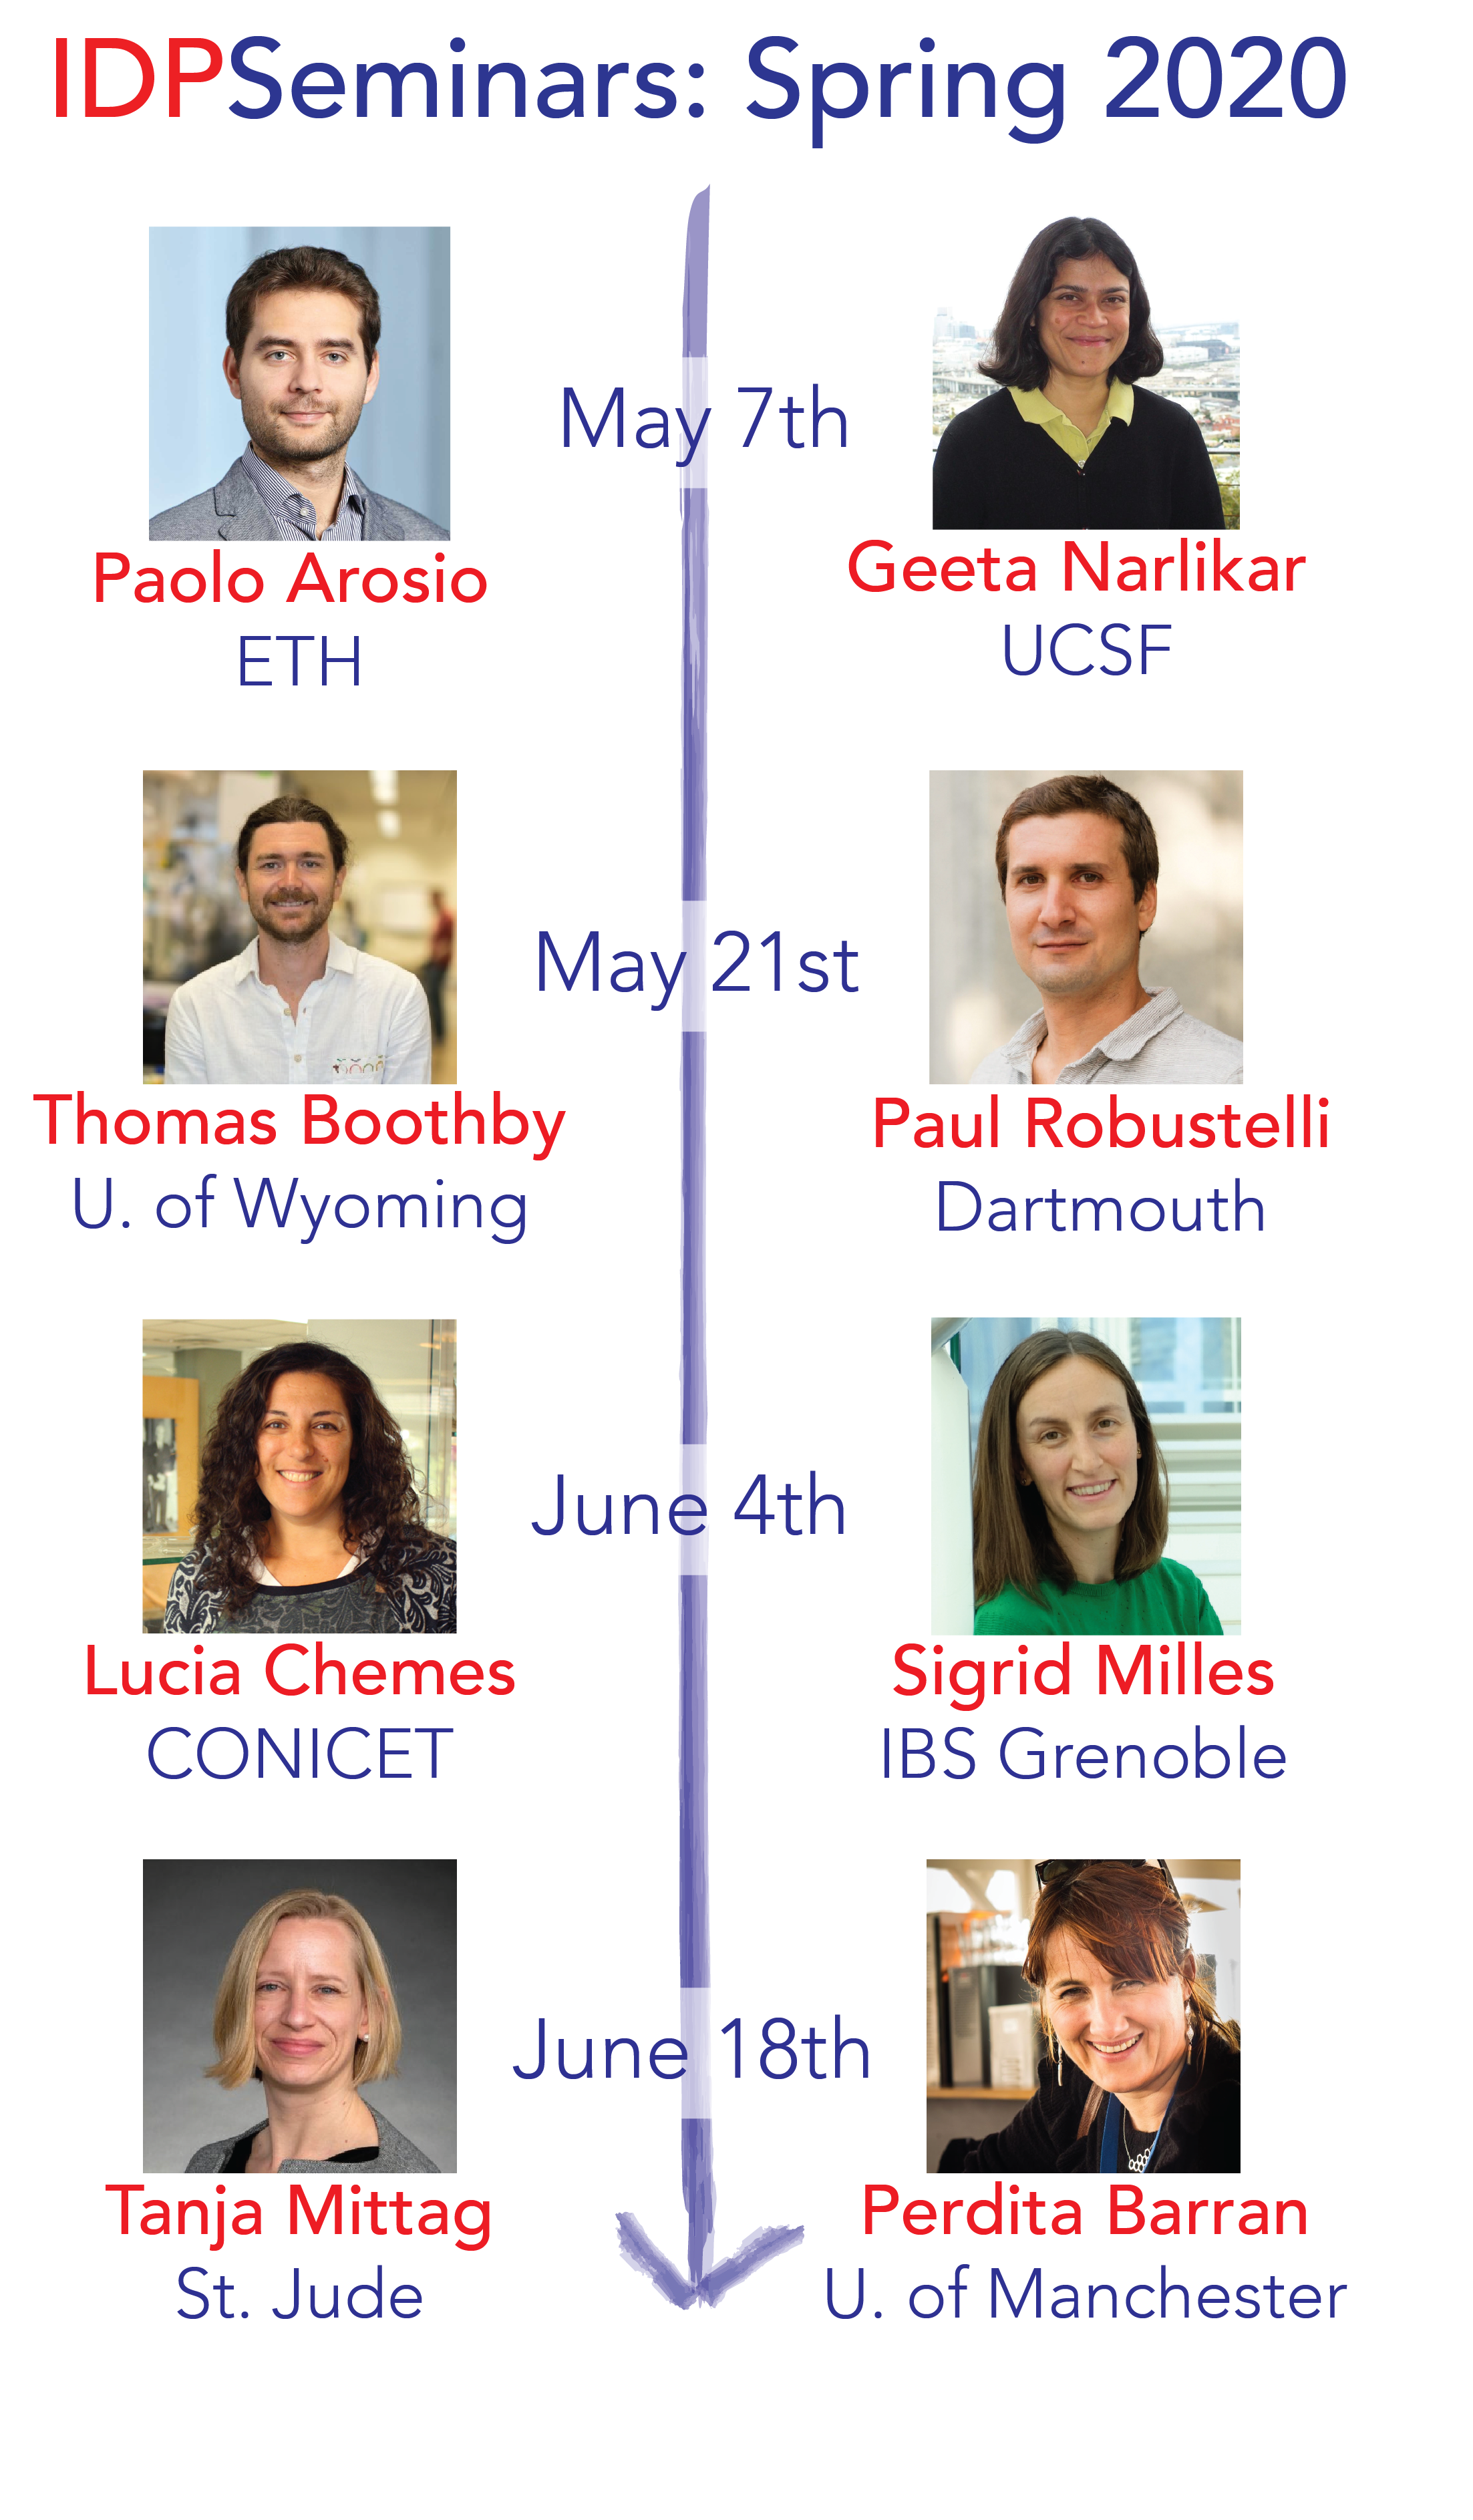 IDPSeminars: Spring 2020
May 7th
Paolo Arosio
ETH
Geeta Narlikar
UCSF
May 21st
Thomas Boothby
U. of Wyoming
Paul Robustelli
Dartmouth
June 4th
Lucia Chemes
CONICET
Sigrid Milles
IBS Grenoble
June 18th
Tanja Mittag
St. Jude
Perdita Barran
U. of Manchester